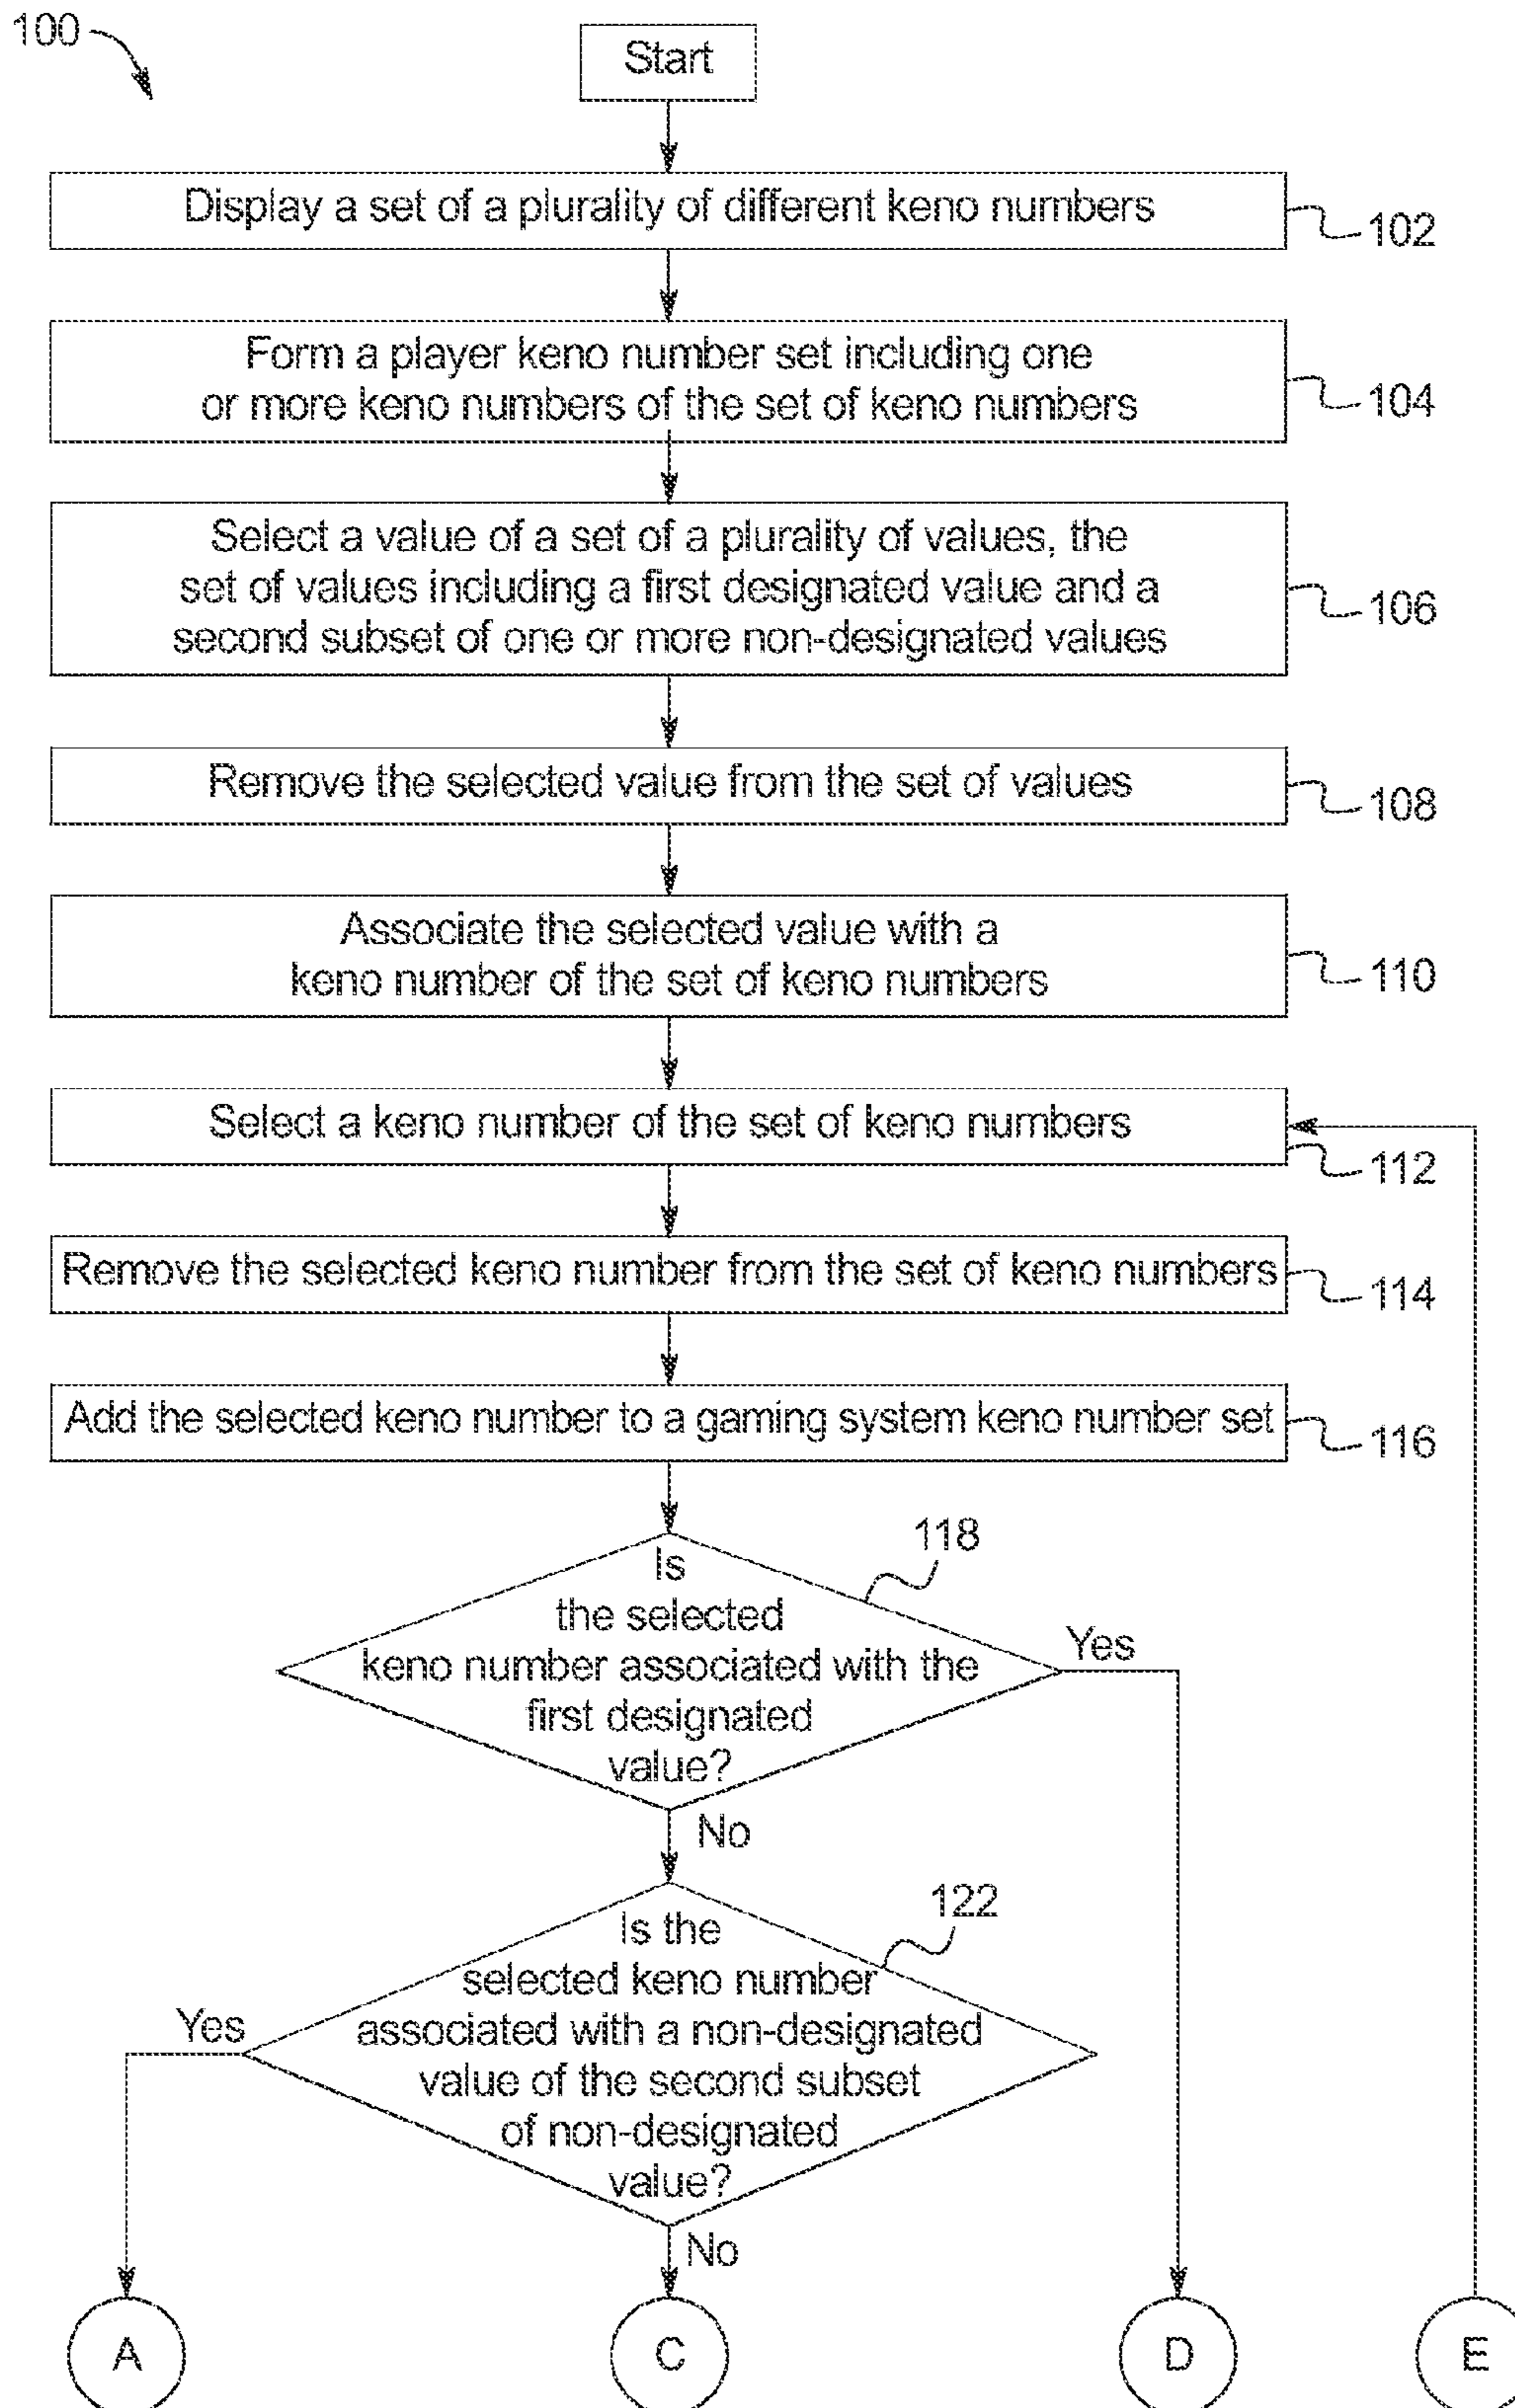 100
Start
Display a set of a plurality of different keno numbers
102
Form a player keno number set including one
or more keno numbers of the set of keno numbers
104
Select a value of a set of a plurality of values, the
set of values including a first designated value and a
second subset of one or more non-designated values
106
Remove the selected value from the set of values
108
Associate the selected value with a
keno number of the set of keno numbers
110
Select a keno number of the set of keno numbers
112
Remove the selected keno number from the set of keno numbers
114
Add the selected keno number to a gaming system keno number set
116
118
Is
the selected
keno number associated with the
first designated
value?
Yes
No
122
Is the
selected keno number
associated with a non-designated
value of the second subset
of non-designated
value?
Yes
No
A
C
D
E